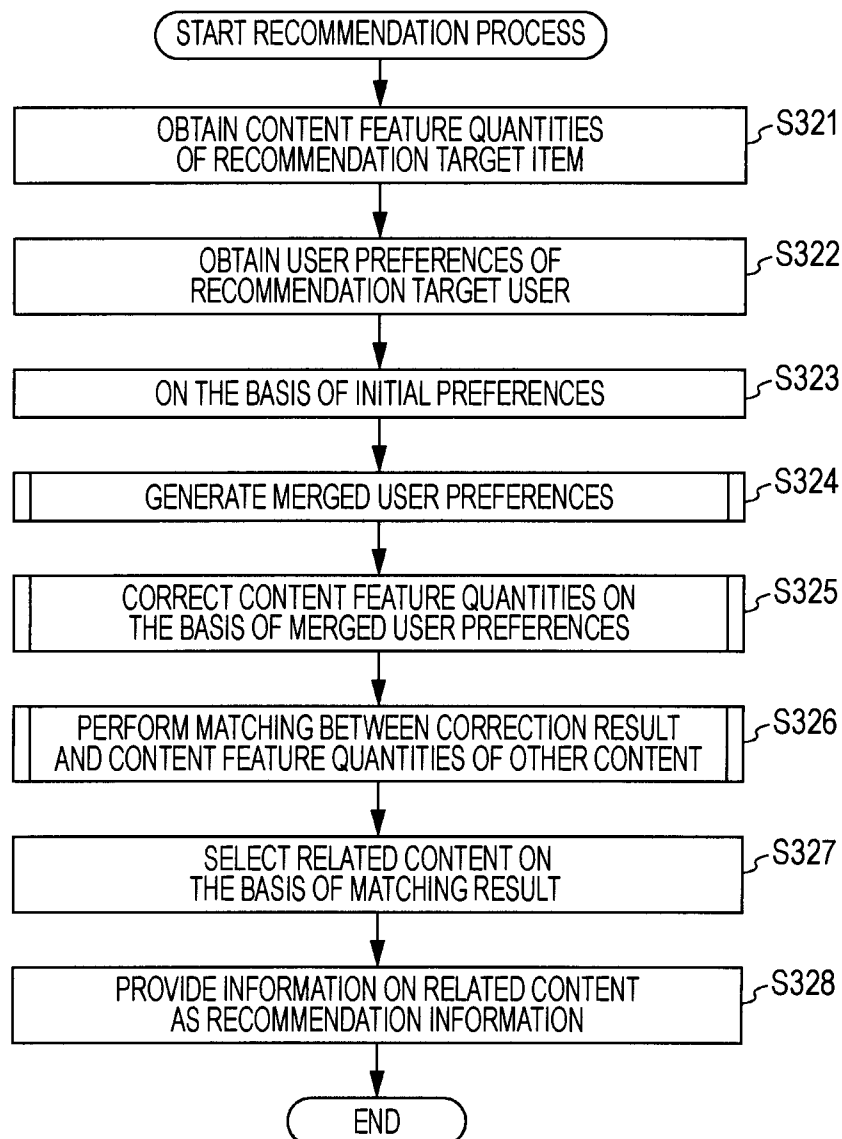 START RECOMMENDATION PROCESS
OBTAIN CONTENT FEATURE QUANTITIES
OF RECOMMENDATION TARGET ITEM
S321
OBTAIN USER PREFERENCES OF
RECOMMENDATION TARGET USER
S322
ON THE BASIS OF INITIAL PREFERENCES
S323
GENERATE MERGED USER PREFERENCES
S324
CORRECT CONTENT FEATURE QUANTITIES ON
THE BASIS OF MERGED USER PREFERENCES
S325
PERFORM MATCHING BETWEEN CORRECTION RESULT
AND CONTENT FEATURE QUANTITIES OF OTHER CONTENT
S326
SELECT RELATED CONTENT ON
THE BASIS OF MATCHING RESULT
S327
PROVIDE INFORMATION ON RELATED CONTENT
AS RECOMMENDATION INFORMATION
S328
END